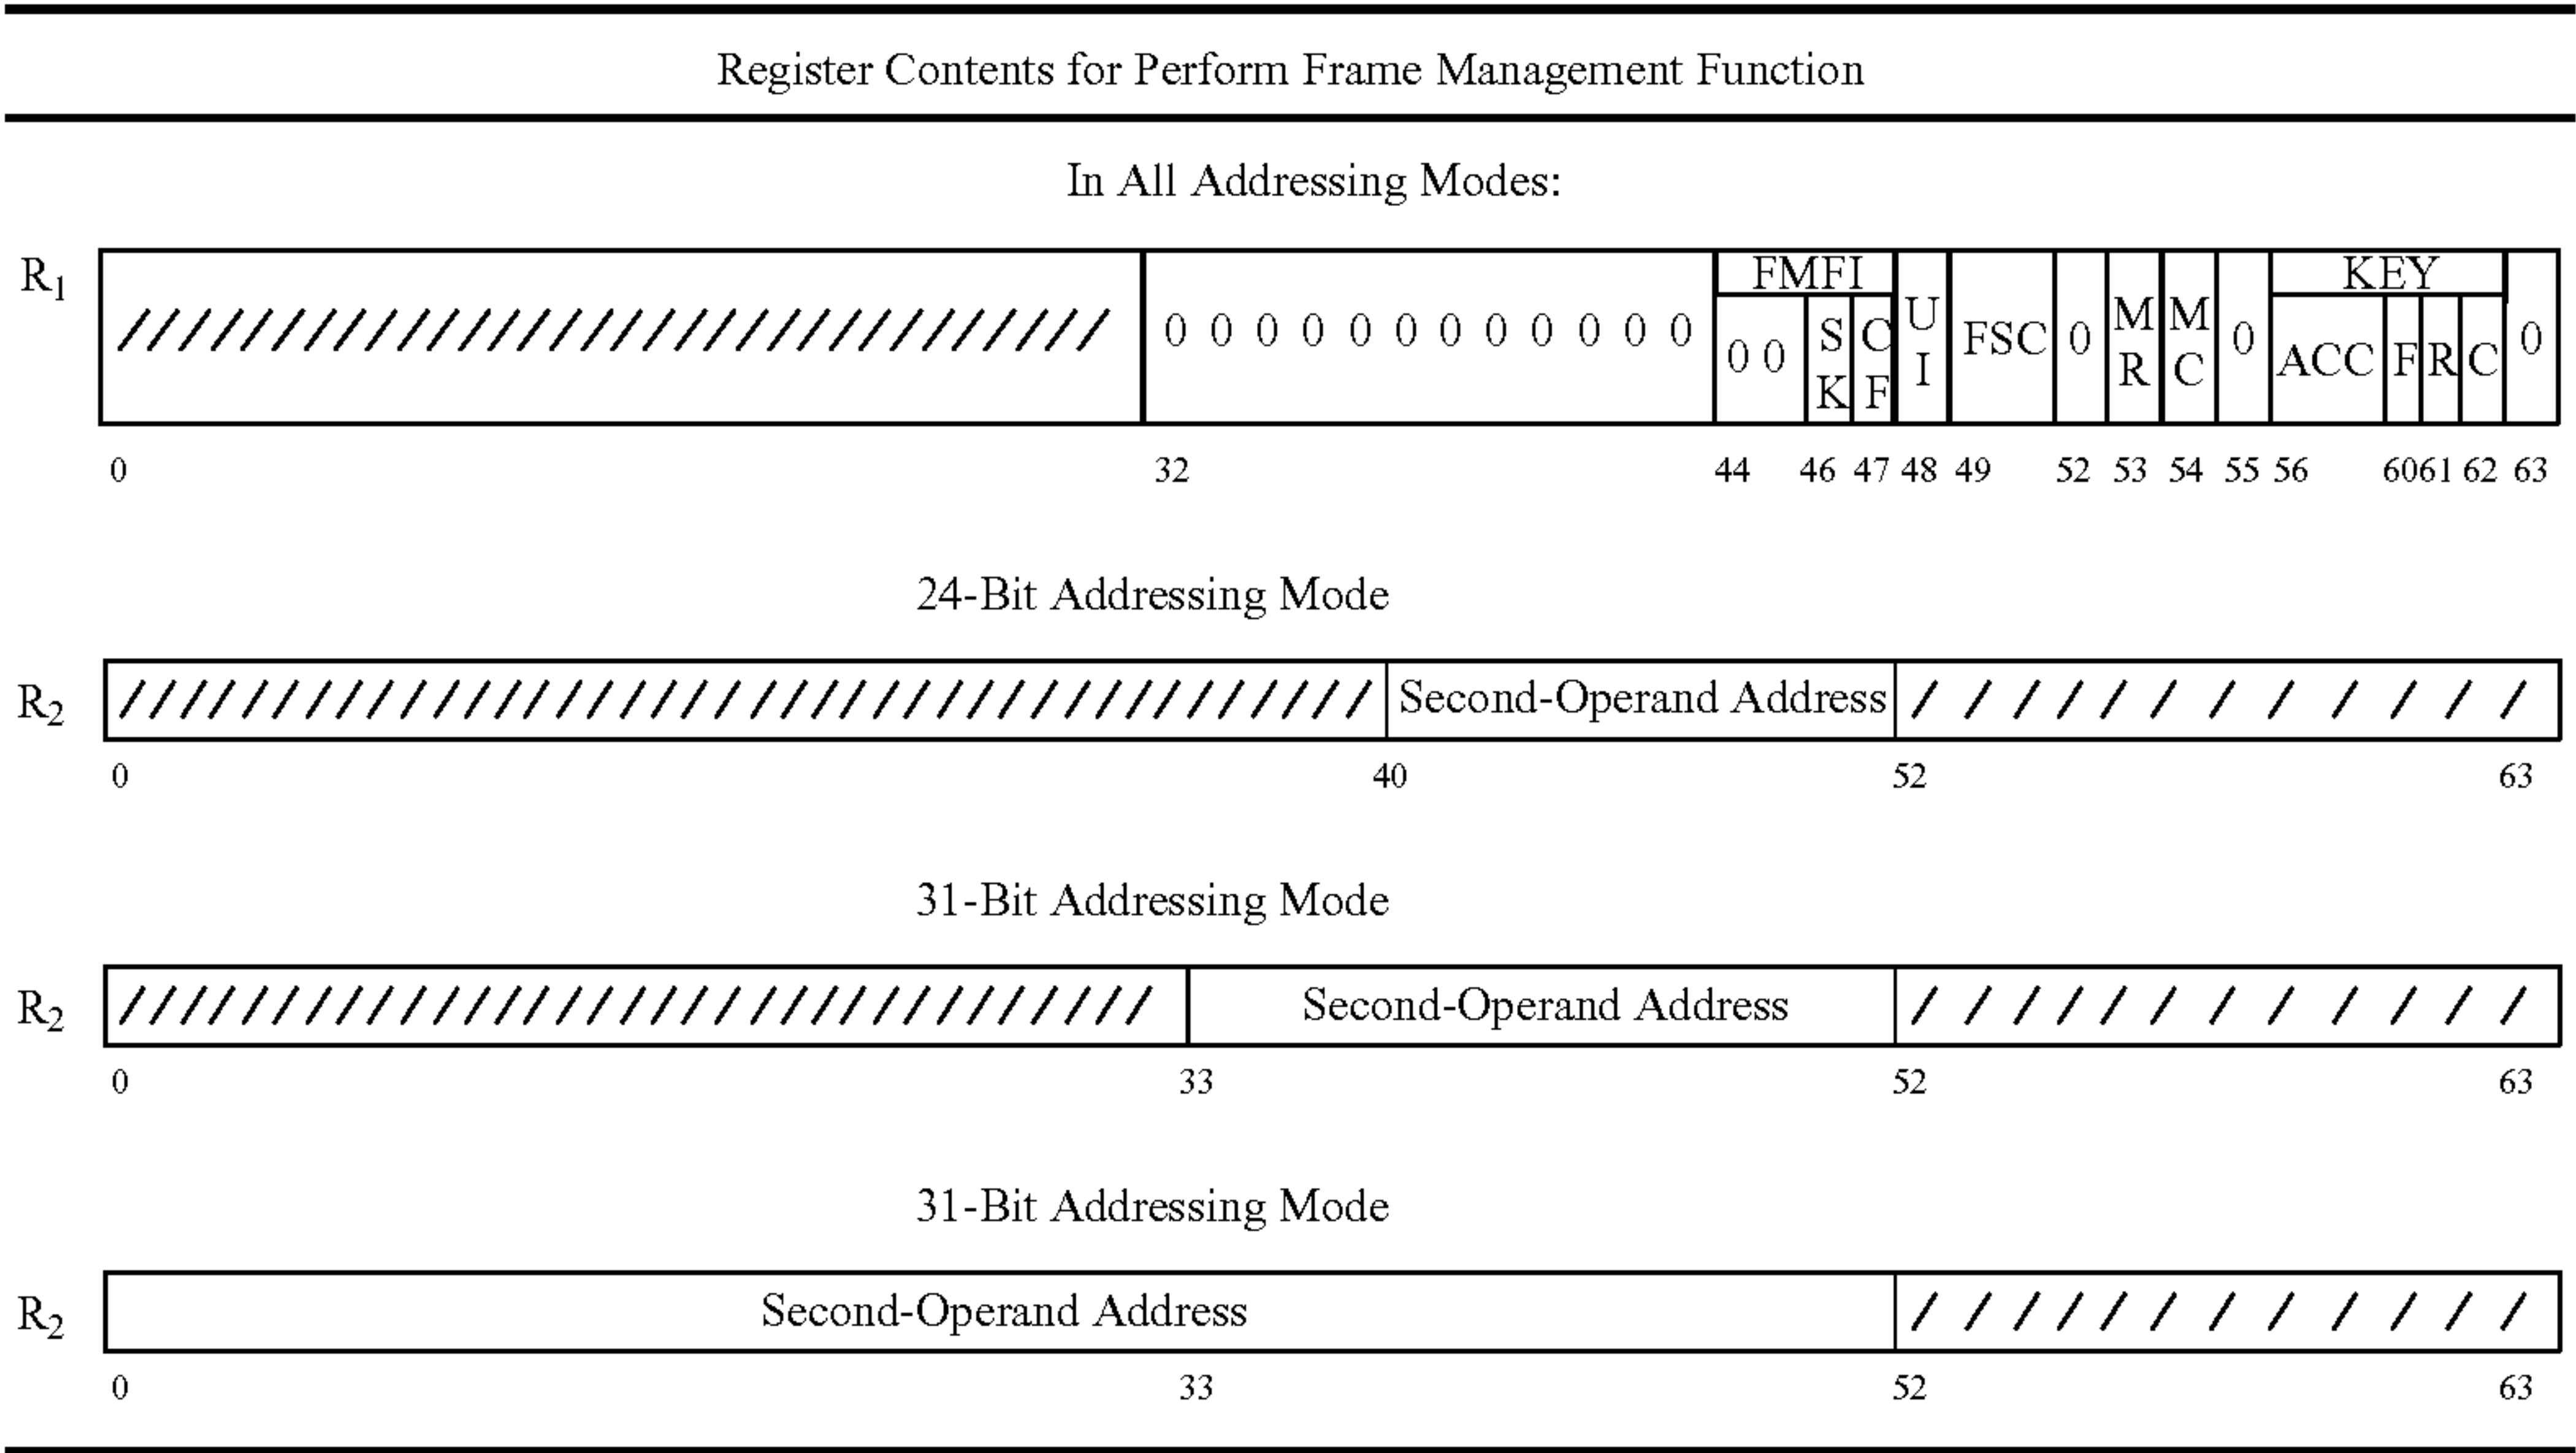 Register Contents for Perform Frame Management Function
In All Addressing Modes:
R1
/ / / / / / / / / / / / / / / / / / / / / / / / / / / / / / / /
0 0 0 0 0 0 0 0 0 0 0 0
FMFI
0 0
S
K
C
F
U
I
FSC
0
M
R
M
C
0
KEY
ACC
F
R
C
0
0 32 44 46 47 48 49 52 53 54 55 56 60 61 62 63
24-Bit Addressing Mode
R2
/ / / / / / / / / / / / / / / / / / / / / / / / / / / / / / / / / / / / / / / / Second-Operand Address / / / / / / / / / / / /
0 40 52 63
31-Bit Addressing Mode
R2
/ / / / / / / / / / / / / / / / / / / / / / / / / / / / / / / / / Second-Operand Address / / / / / / / / / / / /
0 33 52 63
31-Bit Addressing Mode
R2
Second-Operand Address / / / / / / / / / / / /
0 33 52 63